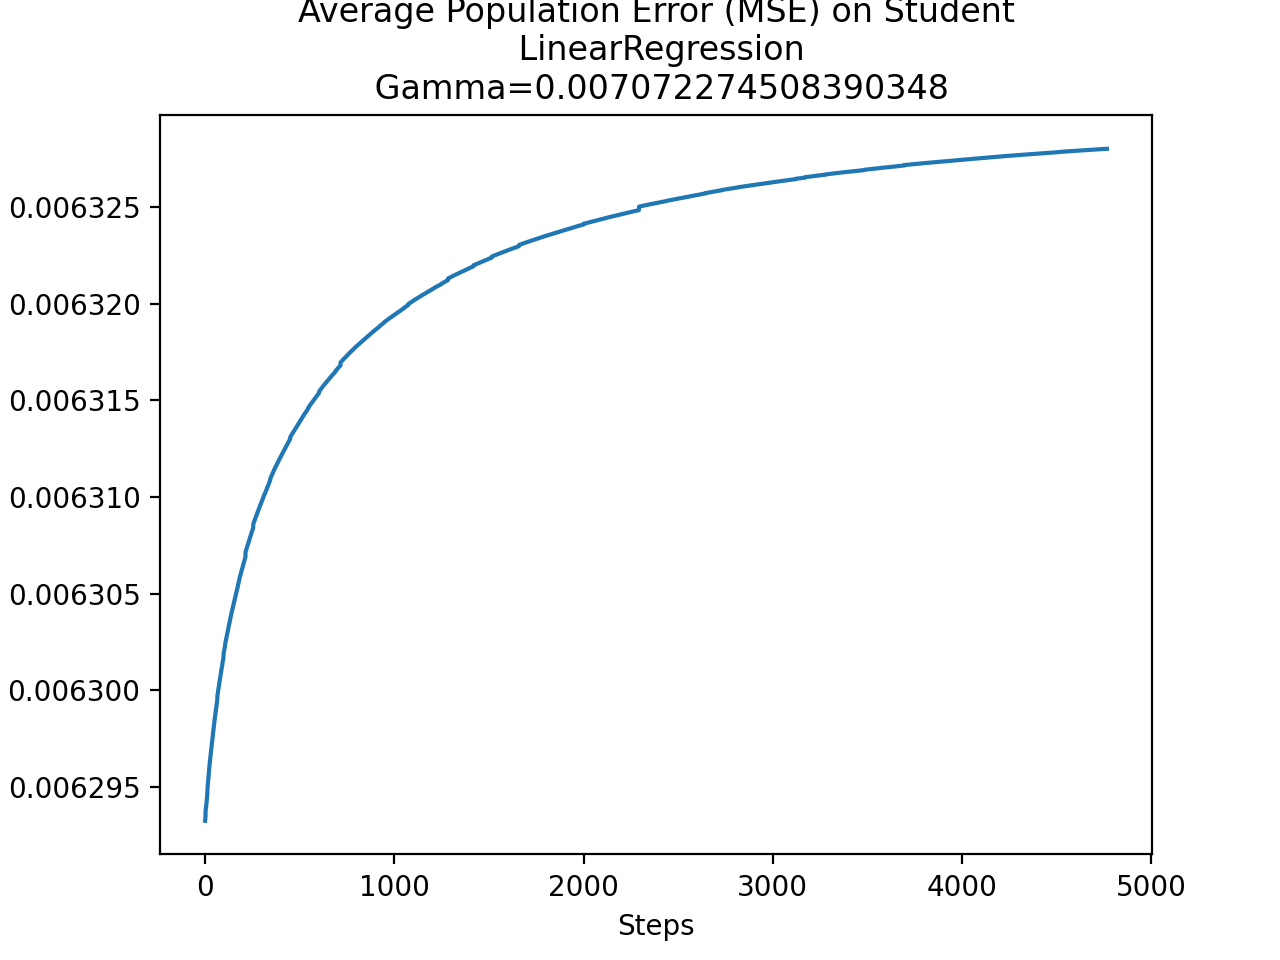 Average Population Error (MSE) on Student
LinearRegression
Gamma=0.007072274508390348
0.006325
0.006320
0.006315
0.006310
0.006305
0.006300
0.006295
0 1000 2000 3000 4000 5000
Steps